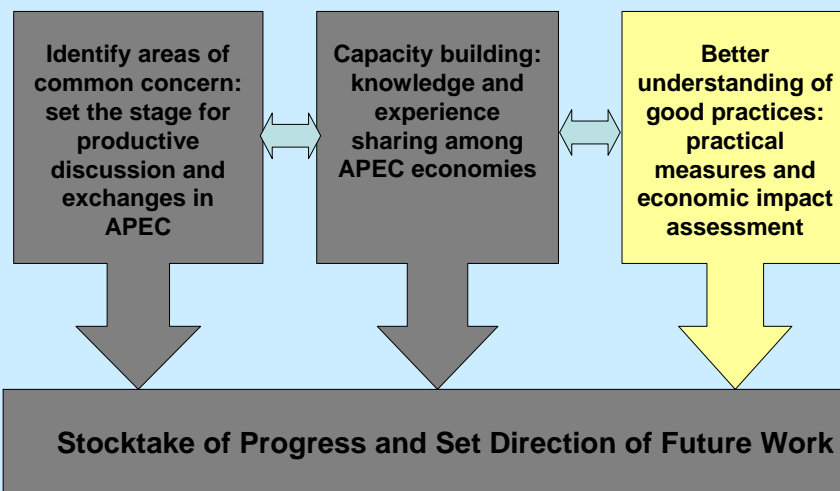 Identify areas of
common concern:
set the stage for
productive
discussion and
exchanges in
APEC
Capacity building:
knowledge and
experience
sharing among
APEC economies
Better
understanding of
good practices:
practical
measures and
economic impact
assessment
Stocktake of Progress and Set Direction of Future Work